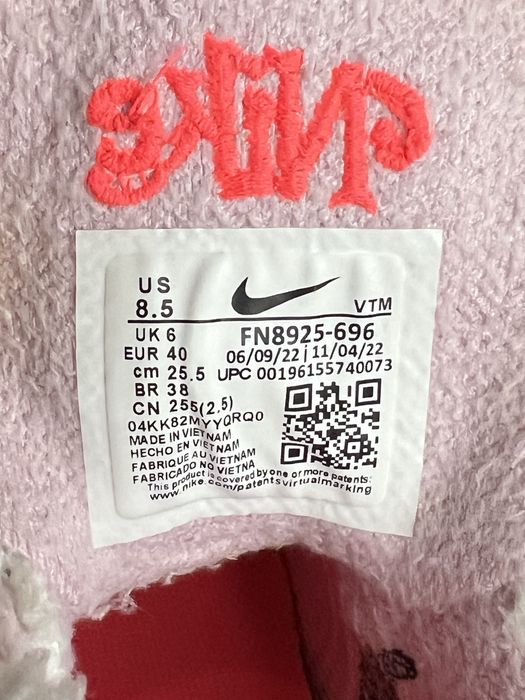 NIKE
US
8.5
VTM
UK 6
FN8925-696
EUR 40
06/09/22 | 11/04/22
cm 25.5
UPC 00196155740073
BR 38
CN 255(2.5)
04KK82MYYQRQ0
MADE IN VIETNAM
HECHO EN VIETNAM
FABRIQUE AU VIETNAM
FABRICADO NO VIETNA
This product is covered by one or more patents:
www.nike.com/patentsvirtualmarking